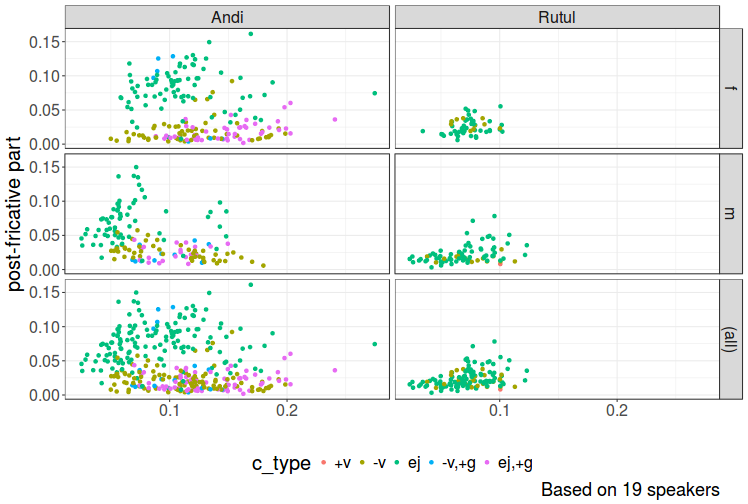 Andi Rutul
0.15
0.10
0.05
0.00
f
0.15
0.10
0.05
0.00
m
0.15
0.10
0.05
0.00
(all)
post-fricative part
0.1 0.2 0.1 0.2
c_type +v -v ej -v,+g ej,+g
Based on 19 speakers